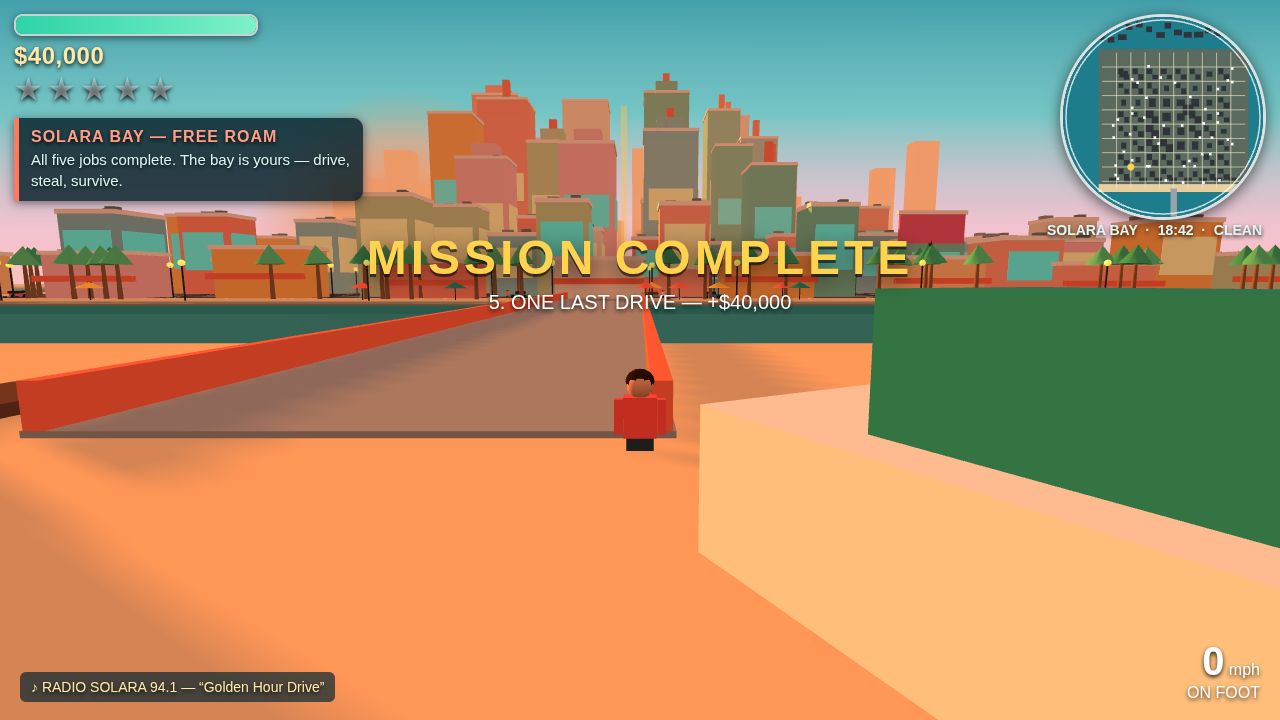 $40,000
SOLARA BAY — FREE ROAM
All five jobs complete. The bay is yours — drive,
steal, survive.
SOLARA BAY · 18:42 · CLEAN
MISSION COMPLETE
5. ONE LAST DRIVE — +$40,000
♪ RADIO SOLARA 94.1 — “Golden Hour Drive”
0 mph
ON FOOT